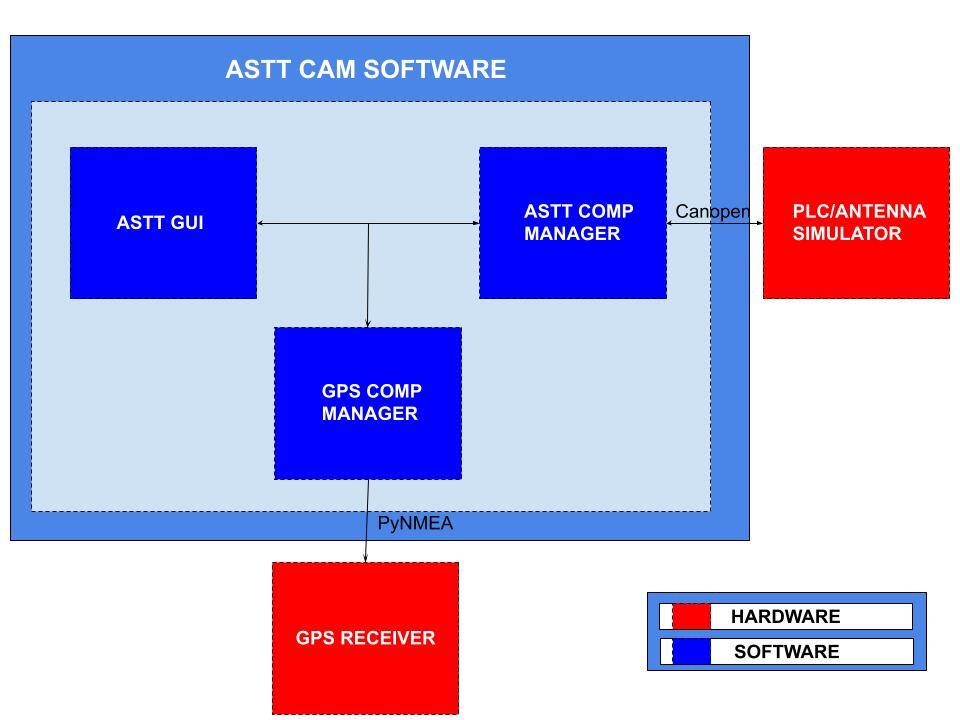 ASTT CAM SOFTWARE
ASTT GUI
ASTT COMP
MANAGER
Canopen
PLC/ANTENNA
SIMULATOR
GPS COMP
MANAGER
PyNMEA
GPS RECEIVER
HARDWARE
SOFTWARE